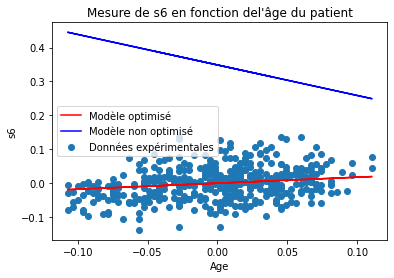 Mesure de s6 en fonction del'âge du patient
s6
0.4
0.3
0.2
0.1
0.0
−0.1
Modèle optimisé
Modèle non optimisé
Données expérimentales
−0.10
−0.05
0.00
0.05
0.10
Age